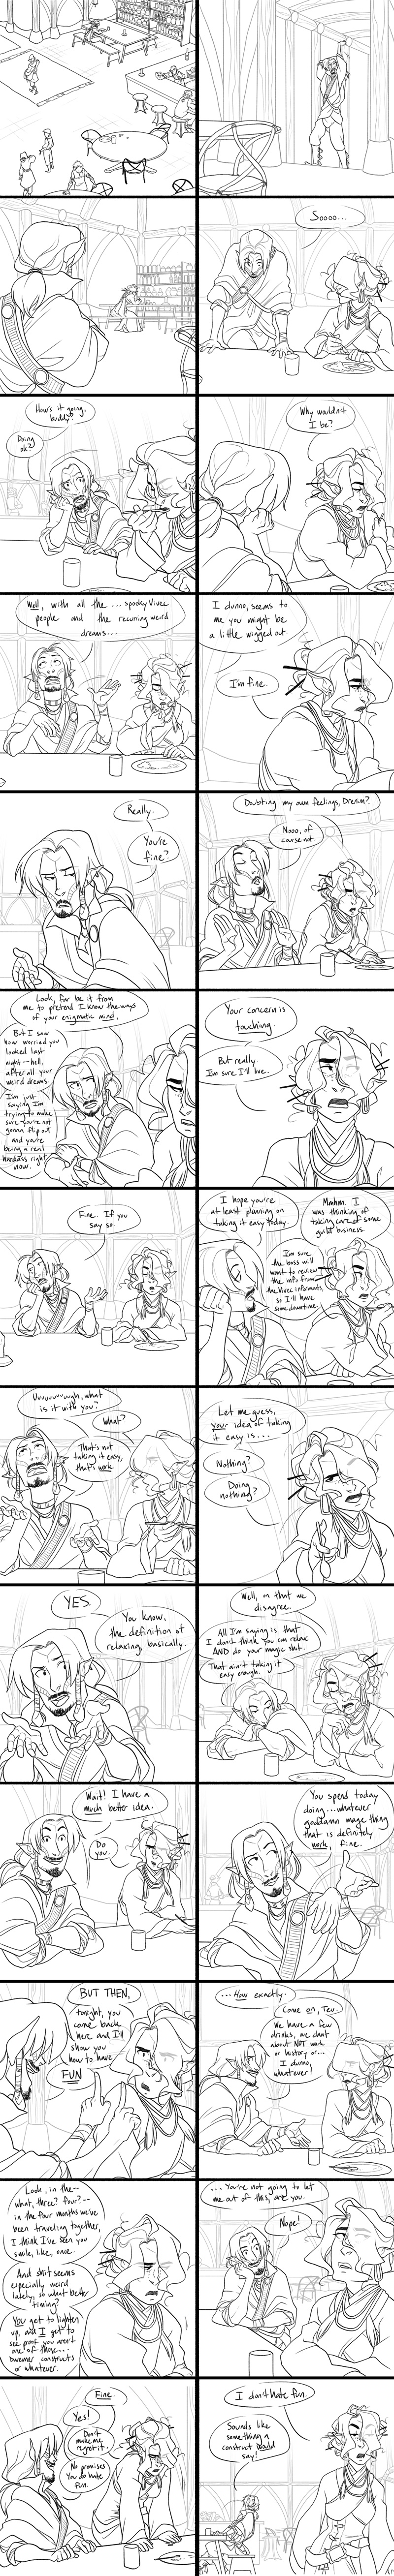 Soooo...
How's it going,
buddy?
Doing
ok?
Why wouldn't
I be?
Well, with all the ... spooky Vivec
people and the recurring weird
dreams...
I dunno, seems to
me you might be
a little wigged out.
I'm fine.
Really.
You're
fine?
Doubting my own feelings, Dream?
Nooo, of
course not.
Look, far be it from
me to pretend I know the ways
of your enigmatic mind.
But I saw
how worried you
looked last
night -- hell,
after all your
weird dreams
I'm just
saying I'm
trying to make
sure you're not
gonna flip out
and you're
being a real
hardass right
now.
Your concern is
touching.
But really.
I'm sure I'll live.
Fine. If you
say so.
I hope you're
at least planning on
taking it easy today.
Mmhm. I
was thinking of
taking care of some
guild business.
I'm sure
the boss will
want to review
the info from
the Vivec informants,
so I'll have
some downtime.
Uuuuuuuuugh, what
is it with you?
What?
That's not
taking it easy,
that's work.
Let me guess,
your idea of taking
it easy is...
Nothing?
Doing
nothing?
YES.
You know,
the definition of
relaxing, basically.
Well, on that we
disagree.
All I'm saying is that
I don't think you can relax
AND do your magic shit.
That ain't taking it
easy enough.
Wait! I have a
much better idea.
Do
you.
You spend today
doing...whatever
goddamn mage thing
that is definitely
work, fine.
BUT THEN,
tonight, you
come back
here and I'll
show you
how to have
FUN
...How exactly.
Come on, Tev.
We have a few
drinks, we chat
about NOT work
or history or...
I dunno,
whatever!
Look, in the--
what, three? four?--
in the four months we've
been traveling together,
I think I've seen you
smile, like, once.
And shit seems
especially weird
lately, so what better
timing?
You get to lighten
up, and I get to
see proof you aren't
one of those...
dwemer constructs
or whatever.
...You're not going to let
me out of this, are you.
Nope!
Fine.
Yes!
Don't
make me
regret it.
No promises
You do hate
fun.
I don't hate fun.
Sounds like
something a
construct would
say!